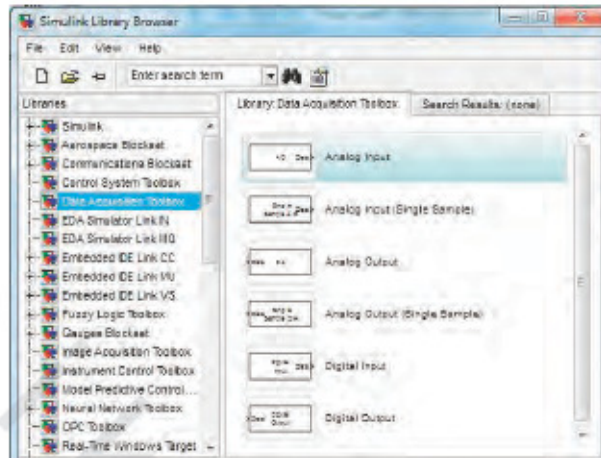 Simulink Library Browser
File Edit View Help
Enter search term
Libraries
Library: Data Acquisition Toolbox
Search Results: (none)
Simulink
Aerospace Blockset
Communications Blockset
Control System Toolbox
Data Acquisition Toolbox
EDA Simulator Link IN
EDA Simulator Link MQ
Embedded IDE Link CC
Embedded IDE Link MU
Embedded IDE Link VS
Fuzzy Logic Toolbox
Gauges Blockset
Image Acquisition Toolbox
Instrument Control Toolbox
Model Predictive Control...
Neural Network Toolbox
OPC Toolbox
Real-Time Windows Target
Analog Input
Analog Input (Single Sample)
Analog Output
Analog Output (Single Sample)
Digital Input
Digital Output